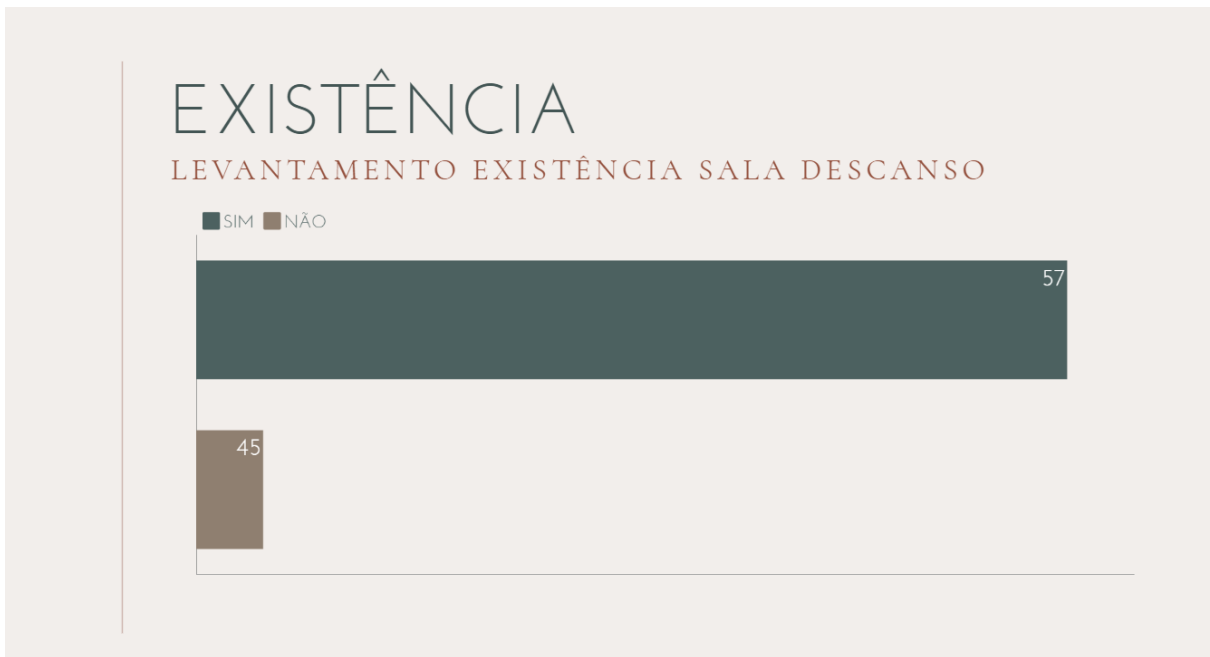 EXISTÊNCIA
LEVANTAMENTO EXISTÊNCIA SALA DESCANSO
SIM NÃO
57
45